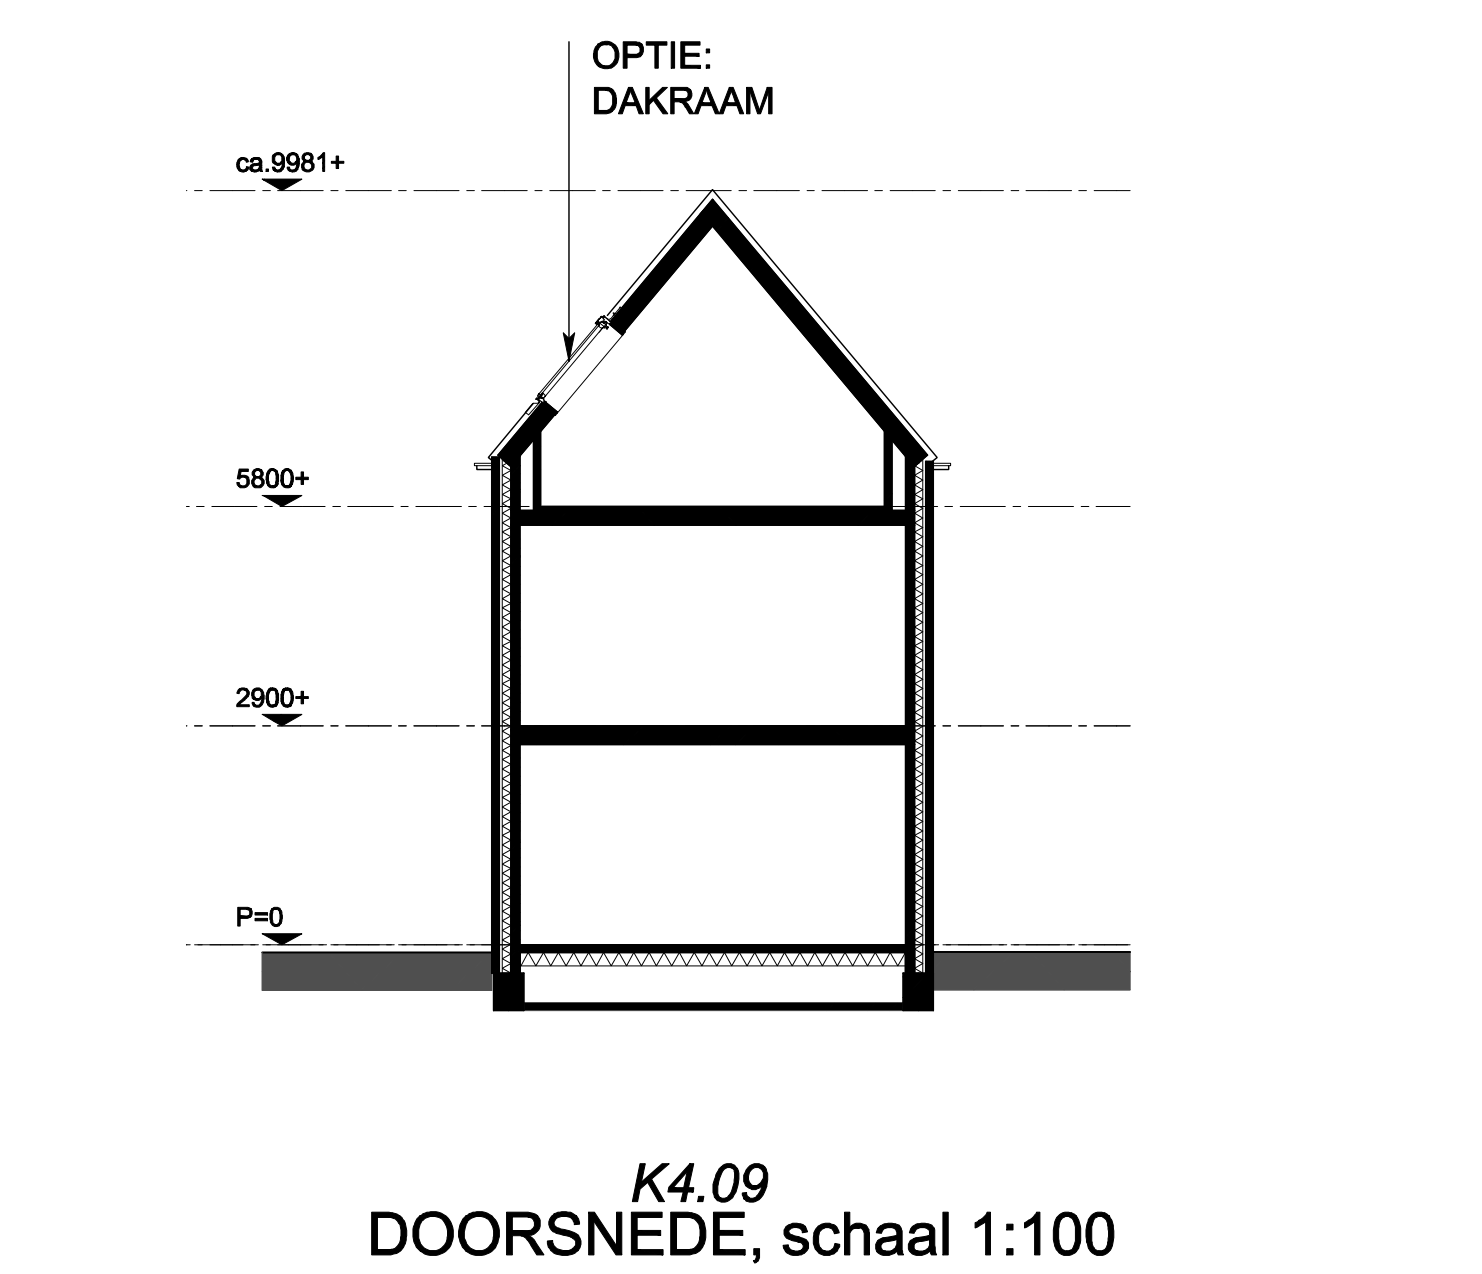 OPTIE:
DAKRAAM
ca.9981+
5800+
2900+
P=0
K4.09
DOORSNEDE, schaal 1:100